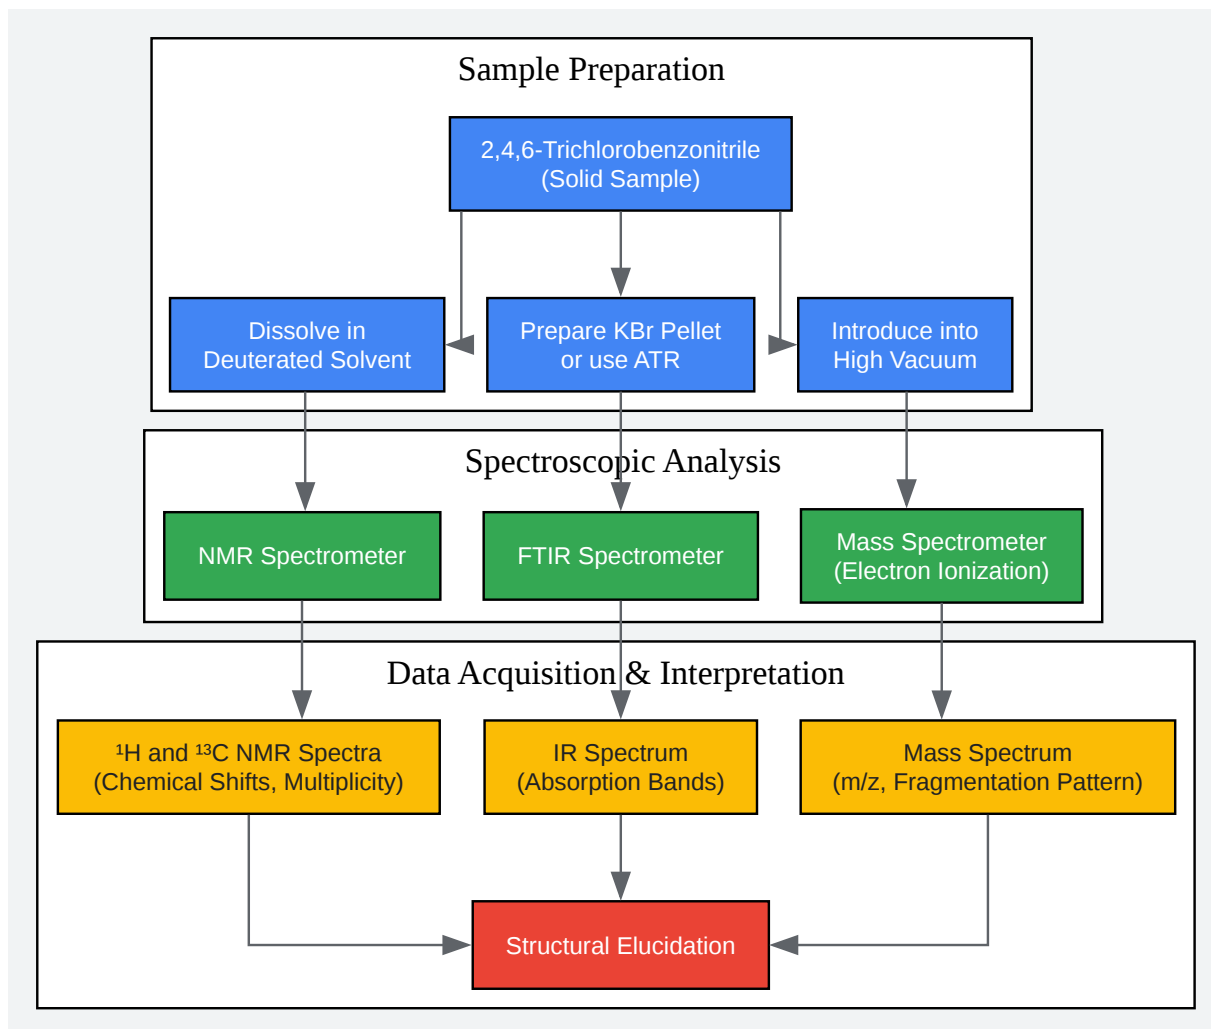 Sample Preparation
2,4,6-Trichlorobenzonitrile
(Solid Sample)
Dissolve in
Deuterated Solvent
Prepare KBr Pellet
or use ATR
Introduce into
High Vacuum
Spectroscopic Analysis
NMR Spectrometer
FTIR Spectrometer
Mass Spectrometer
(Electron Ionization)
Data Acquisition & Interpretation
¹H and ¹³C NMR Spectra
(Chemical Shifts, Multiplicity)
IR Spectrum
(Absorption Bands)
Mass Spectrum
(m/z, Fragmentation Pattern)
Structural Elucidation